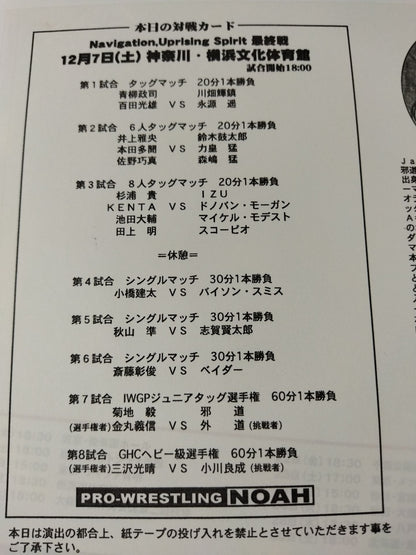 本日の対戦カード
Navigation,Uprising Spirit 最終戦
12月7日(土) 神奈川・横浜文化体育館
試合開始18:00
第1試合 タッグマッチ 20分1本勝負
青柳政司 川畑輝鎮
百田光雄 VS 永源 遥
第2試合 6人タッグマッチ 20分1本勝負
井上雅央 鈴木鼓太郎
本田多聞 VS 力皇 猛
佐野巧真 森嶋 猛
第3試合 8人タッグマッチ 20分1本勝負
杉浦 貴 IZU
KENTA VS ドノバン・モーガン
池田大輔 マイケル・モデスト
田上 明 スコーピオ
=休憩=
第4試合 シングルマッチ 30分1本勝負
小橋建太 VS バイソン・スミス
第5試合 シングルマッチ 30分1本勝負
秋山 準 VS 志賀賢太郎
第6試合 シングルマッチ 30分1本勝負
斎藤彰俊 VS ベイダー
第7試合 IWGPジュニアタッグ選手権 60分1本勝負
菊地 毅 邪 道
(選手権者)金丸義信 VS 外 道(挑戦者)
第8試合 GHCヘビー級選手権 60分1本勝負
(選手権者)三沢光晴 VS 小川良成(挑戦者)
PRO-WRESTLING NOAH
本日は演出の都合上、紙テープの投げ入れを禁止とさせていただきます事を
ご了承下さい。